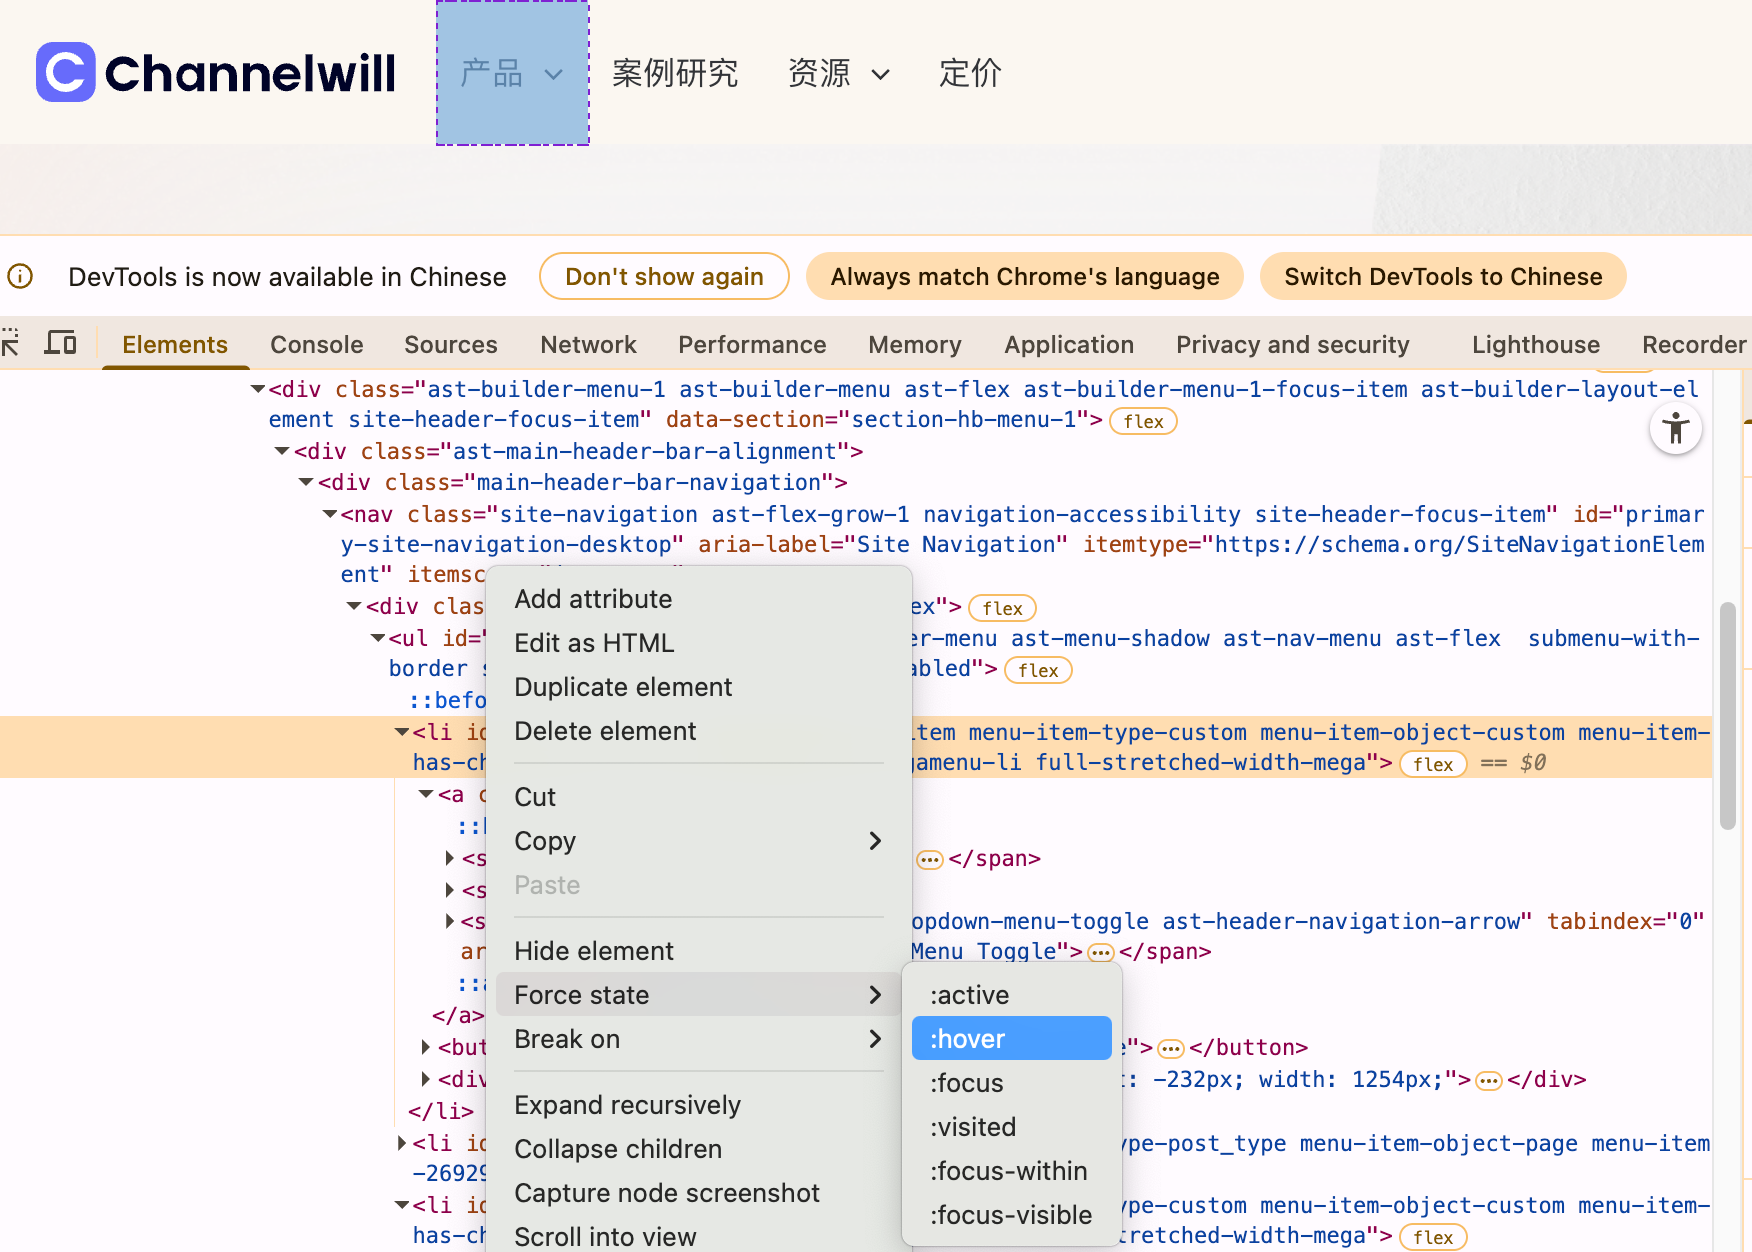 Channelwill
产品
案例研究
资源
定价
DevTools is now available in Chinese
Don't show again
Always match Chrome's language
Switch DevTools to Chinese
Elements
Console
Sources
Network
Performance
Memory
Application
Privacy and security
Lighthouse
Recorder
<div class="ast-builder-menu-1 ast-builder-menu ast-flex ast-builder-menu-1-focus-item ast-builder-layout-el
ement site-header-focus-item" data-section="section-hb-menu-1"> flex
<div class="ast-main-header-bar-alignment">
<div class="main-header-bar-navigation">
<nav class="site-navigation ast-flex-grow-1 navigation-accessibility site-header-focus-item" id="primar
y-site-navigation-desktop" aria-label="Site Navigation" itemtype="https://schema.org/SiteNavigationElem
ent" itemsc
<div clas ex"> flex
<ul id=" er-menu ast-menu-shadow ast-nav-menu ast-flex  submenu-with-
border s abled"> flex
::befo
<li id item menu-item-type-custom menu-item-object-custom menu-item-
has-ch gamenu-li full-stretched-width-mega"> flex == $0
<a c
::b
<s … </span>
<s
<s opdown-menu-toggle ast-header-navigation-arrow" tabindex="0"
ar Menu Toggle"> … </span>
::a
</a>
<but e"> … </button>
<div t: -232px; width: 1254px;"> … </div>
</li>
<li id ype-post_type menu-item-object-page menu-item
-26929
<li id ype-custom menu-item-object-custom menu-item-
has-ch tretched-width-mega"> flex
Add attribute
Edit as HTML
Duplicate element
Delete element
Cut
Copy
Paste
Hide element
Force state
Break on
Expand recursively
Collapse children
Capture node screenshot
Scroll into view
:active
:hover
:focus
:visited
:focus-within
:focus-visible